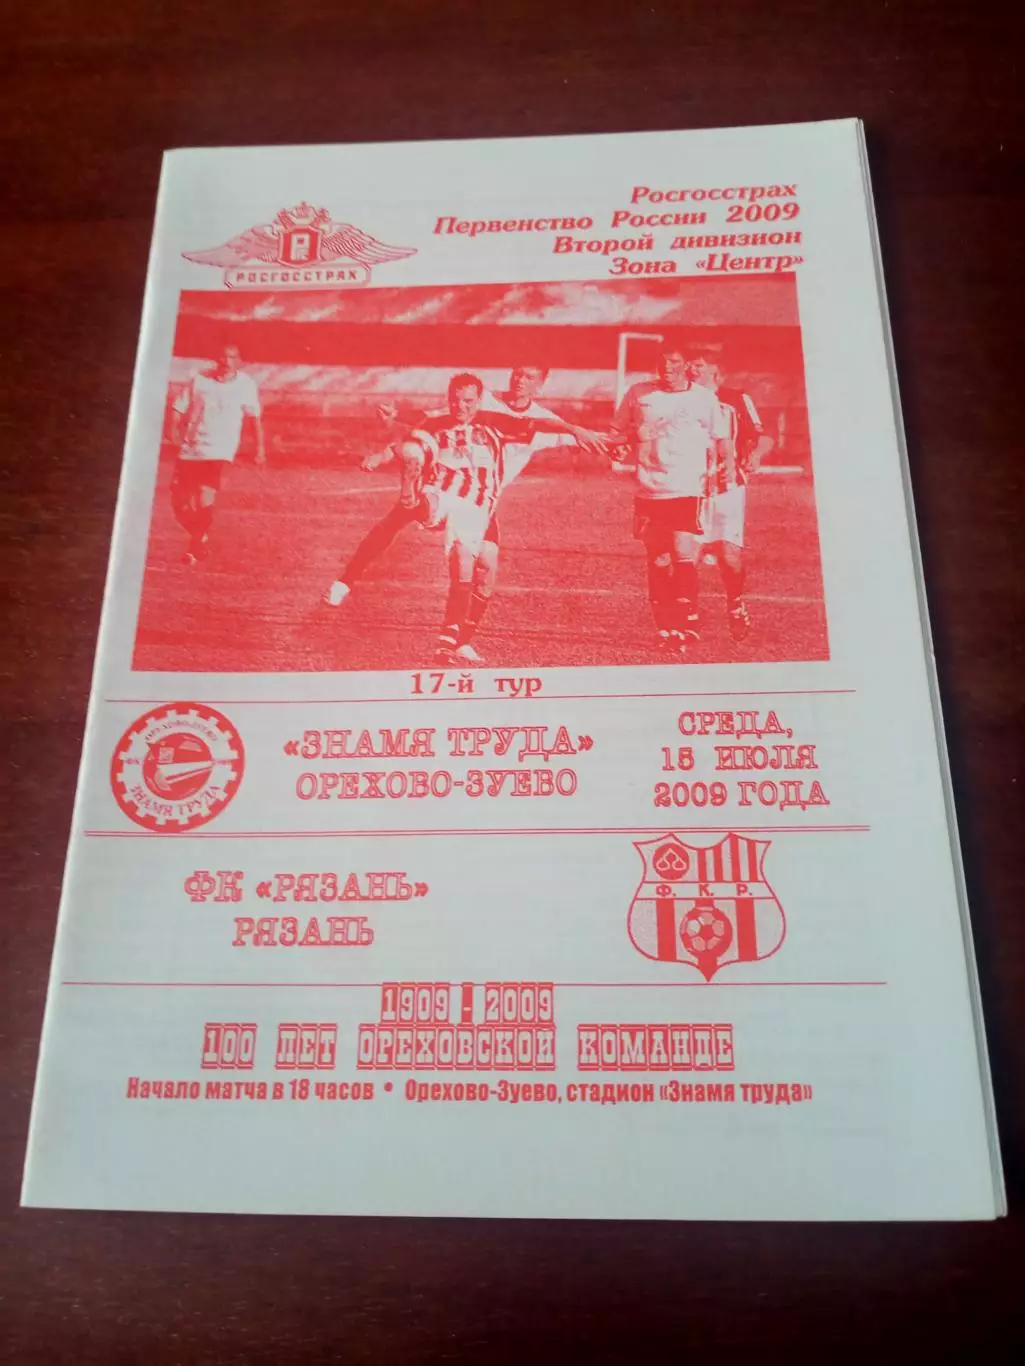 Росгосстрах
Первенство России 2009
Второй дивизион
Зона «Центр»
Р
РОСГОССТРАХ
17-й тур
ОРЕХОВО-ЗУЕВО
ЗНАМЯ ТРУДА
«ЗНАМЯ ТРУДА»
ОРЕХОВО-ЗУЕВО
СРЕДА,
15 ИЮЛЯ
2009 ГОДА
ФК «РЯЗАНЬ»
РЯЗАНЬ
Ф. К. Р.
1909 - 2009
100 ЛЕТ ОРЕХОВСКОЙ КОМАНДЕ
Начало матча в 18 часов • Орехово-Зуево, стадион «Знамя труда»